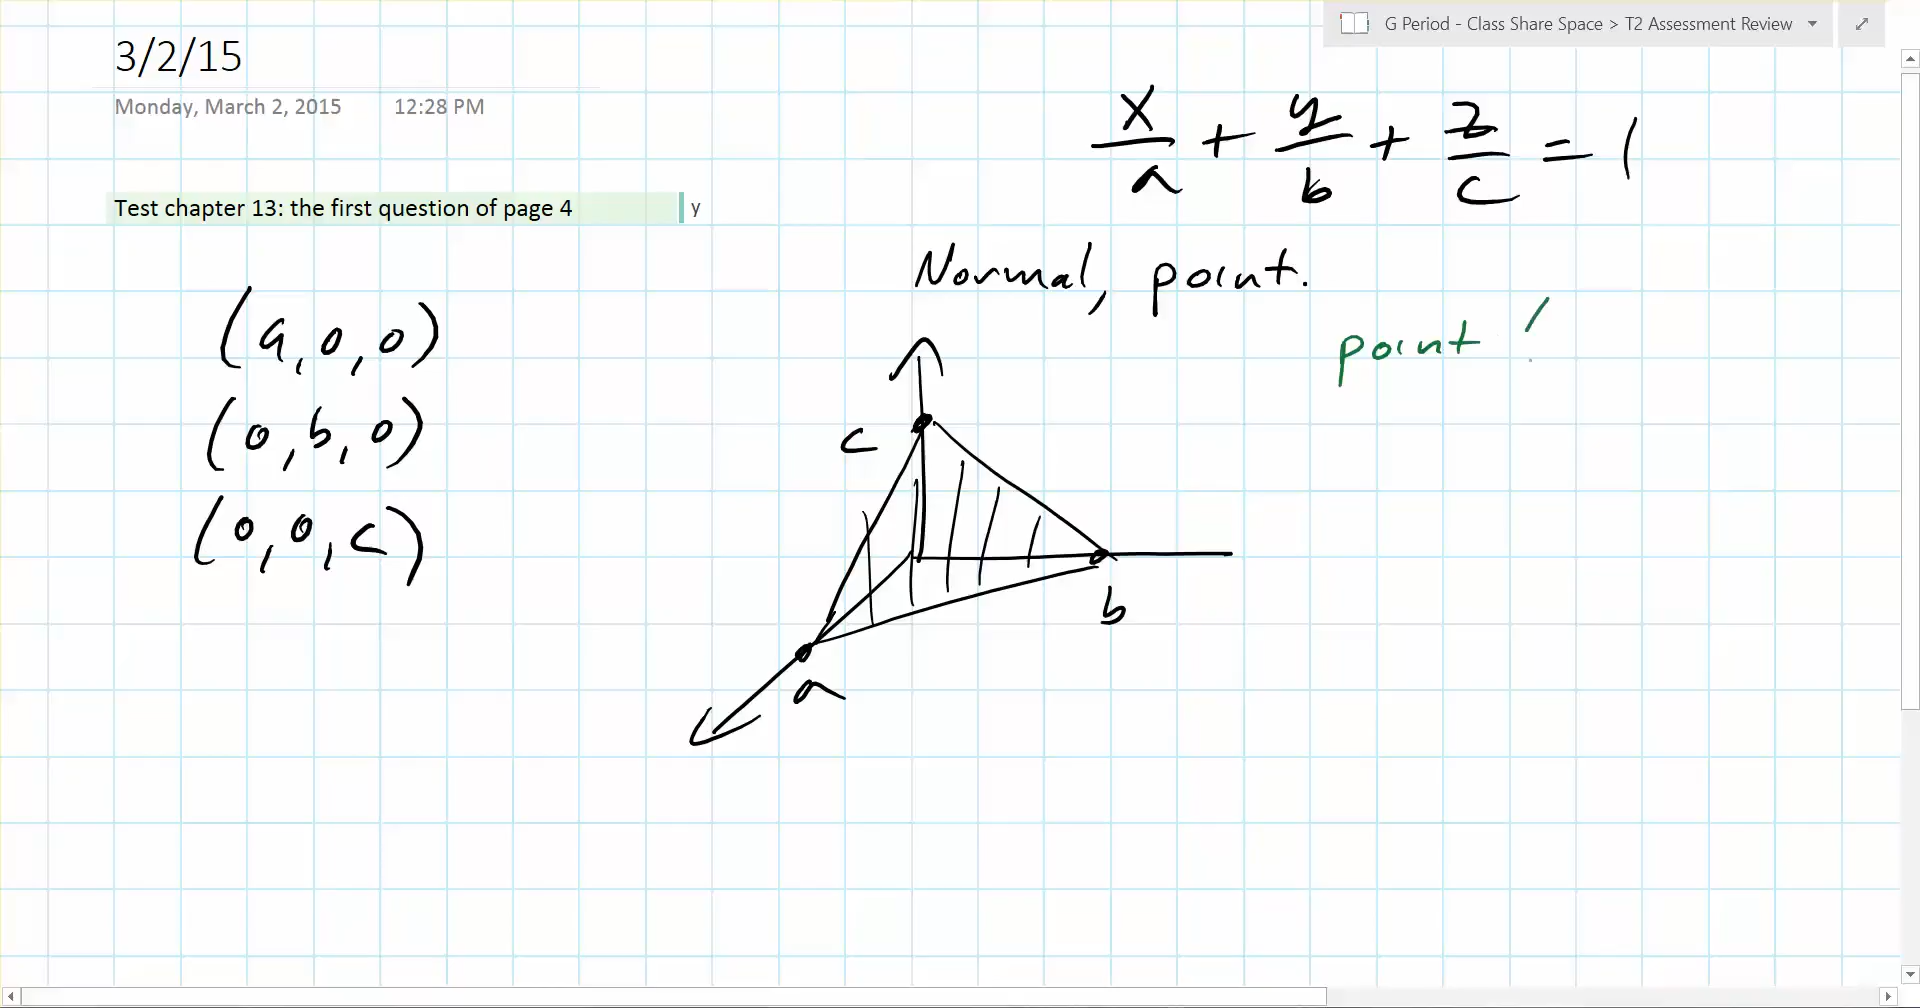 G Period - Class Share Space > T2 Assessment Review
3/2/15
Monday, March 2, 2015 12:28 PM
x/a + y/b + z/c = 1
Test chapter 13: the first question of page 4 y
Normal, point.
(a, 0, 0)
point !
(0, b, 0)
c
(0, 0, c)
b
a